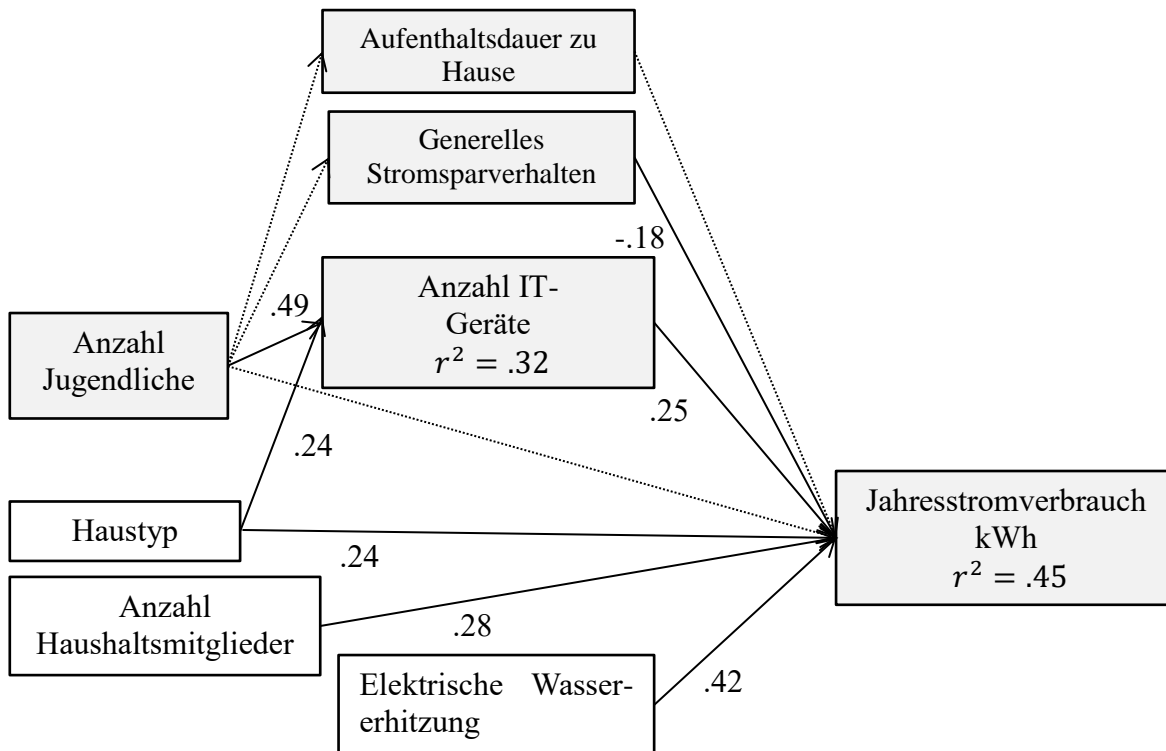 Aufenthaltsdauer zu
Hause
Generelles
Stromsparverhalten
-.18
Anzahl IT-
Geräte
r² = .32
.49
Anzahl
Jugendliche
.25
.24
Haustyp
.24
Jahresstromverbrauch
kWh
r² = .45
Anzahl
Haushaltsmitglieder
.28
Elektrische Wasser-
erhitzung
.42